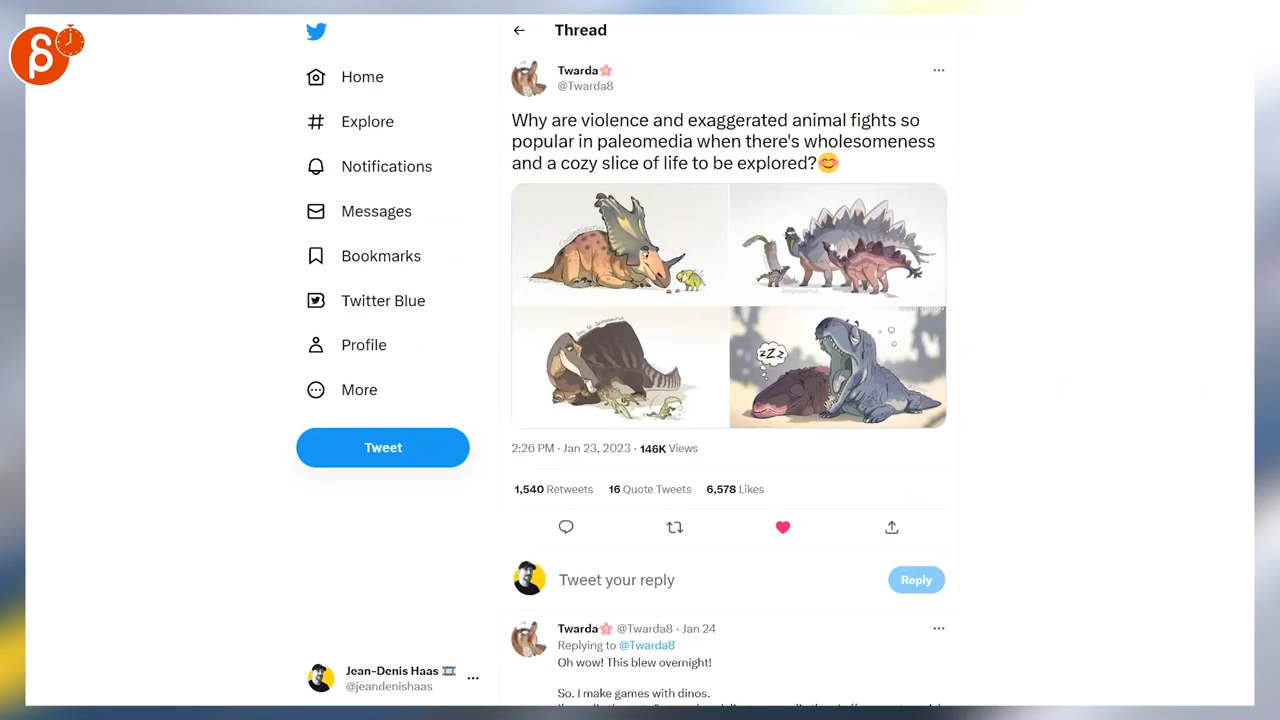 Home
Explore
Notifications
Messages
Bookmarks
Twitter Blue
Profile
More
Tweet
Jean-Denis Haas
@jeandenishaas
Thread
Twarda🌸
@Twarda8
Why are violence and exaggerated animal fights so
popular in paleomedia when there's wholesomeness
and a cozy slice of life to be explored?😊
zZz
2:26 PM · Jan 23, 2023 · 146K Views
1,540 Retweets 16 Quote Tweets 6,578 Likes
Tweet your reply
Reply
Twarda🌸 @Twarda8 · Jan 24
Replying to @Twarda8
Oh wow! This blew overnight!
So. I make games with dinos.